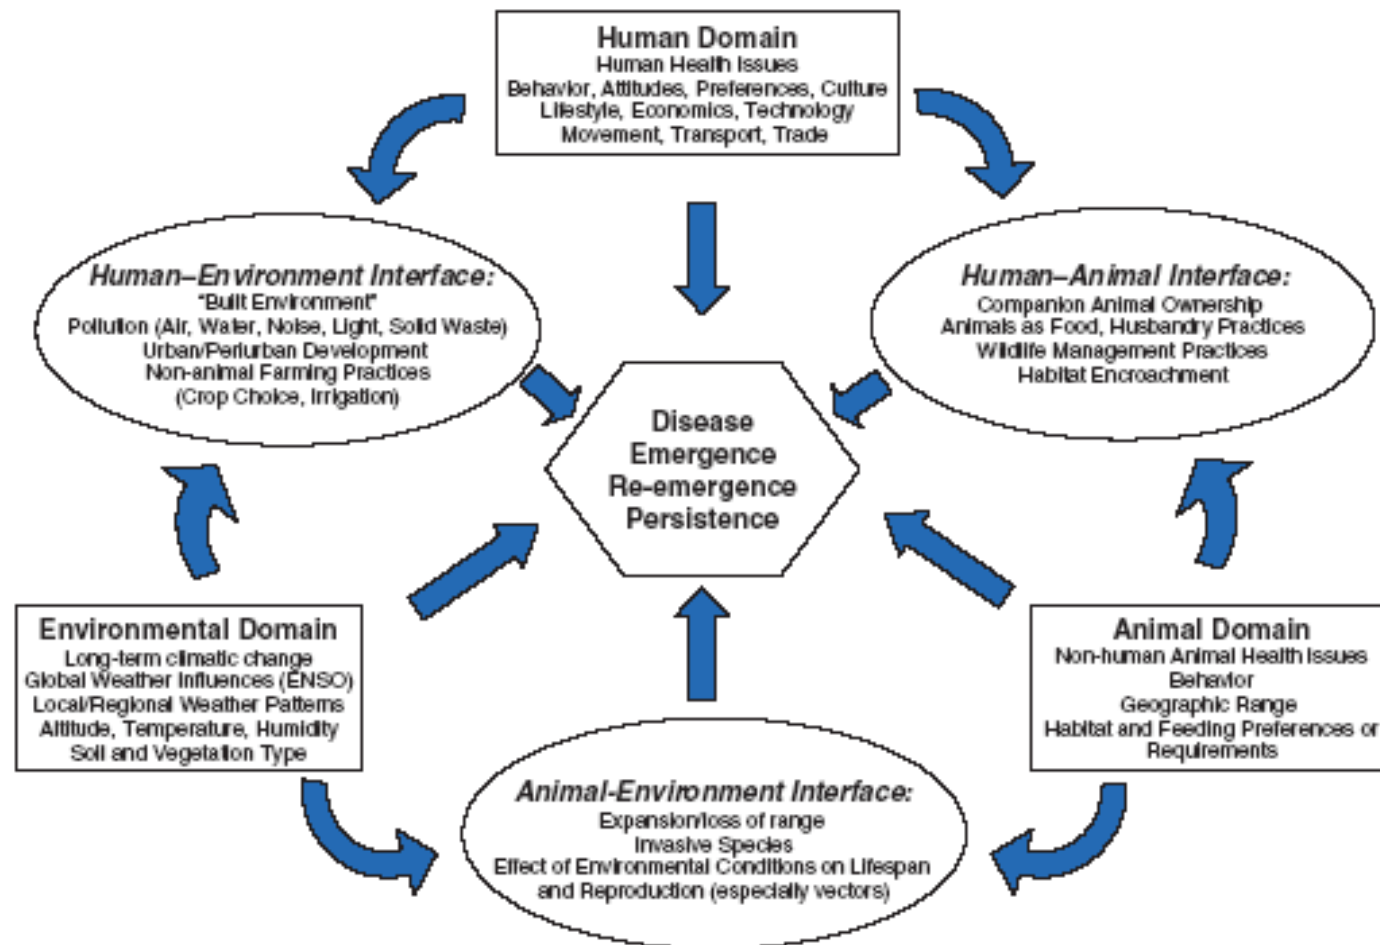 Human Domain
Human Health Issues
Behavior, Attitudes, Preferences, Culture
Lifestyle, Economics, Technology
Movement, Transport, Trade
Human–Environment Interface:
"Built Environment"
Pollution (Air, Water, Noise, Light, Solid Waste)
Urban/Periurban Development
Non-animal Farming Practices
(Crop Choice, Irrigation)
Human–Animal Interface:
Companion Animal Ownership
Animals as Food, Husbandry Practices
Wildlife Management Practices
Habitat Encroachment
Disease
Emergence
Re-emergence
Persistence
Environmental Domain
Long-term climatic change
Global Weather Influences (ENSO)
Local/Regional Weather Patterns
Altitude, Temperature, Humidity
Soil and Vegetation Type
Animal Domain
Non-human Animal Health Issues
Behavior
Geographic Range
Habitat and Feeding Preferences or
Requirements
Animal-Environment Interface:
Expansion/loss of range
Invasive Species
Effect of Environmental Conditions on Lifespan
and Reproduction (especially vectors)